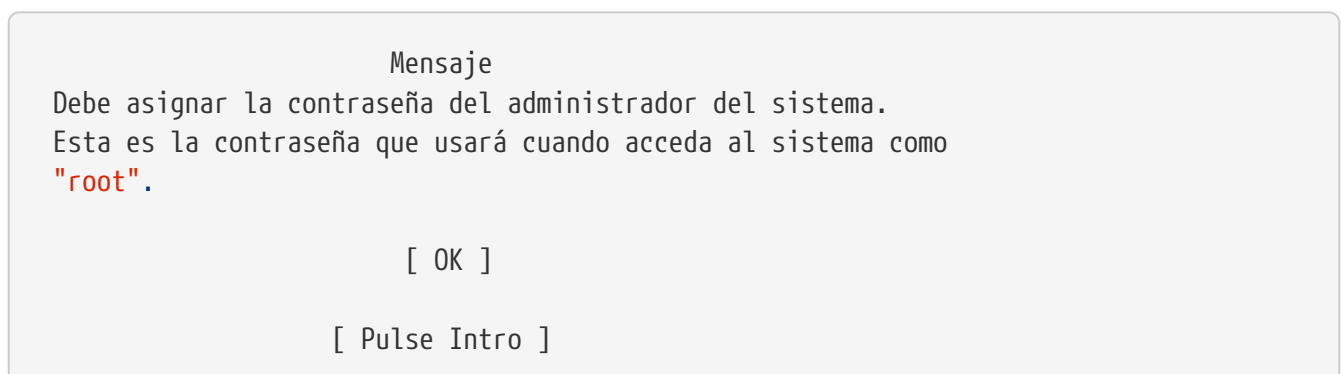 Mensaje
Debe asignar la contraseña del administrador del sistema.
Esta es la contraseña que usará cuando acceda al sistema como
"root".
[ OK ]
[ Pulse Intro ]